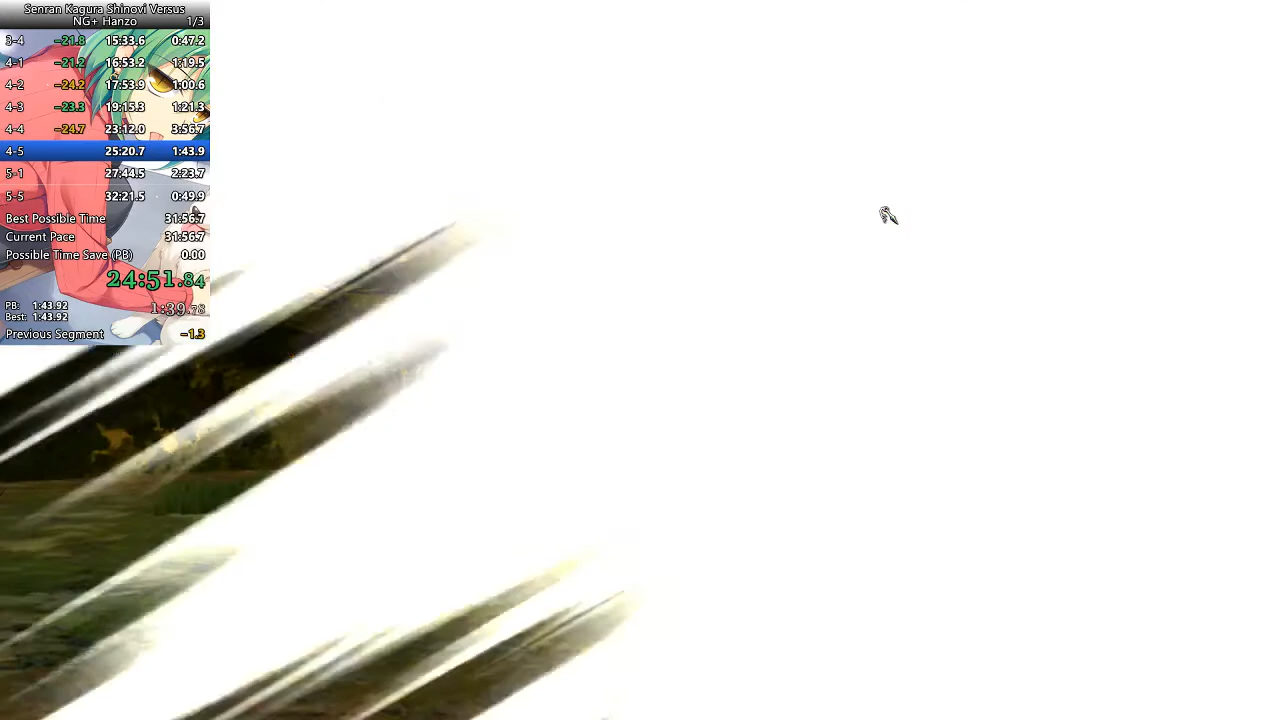 Senran Kagura Shinovi Versus
NG+ Hanzo 1/3
3-4 -21.8 15:33.6 0:47.2
4-1 -21.2 16:53.2 1:19.5
4-2 -24.2 17:53.9 1:00.6
4-3 -23.3 19:15.3 1:21.3
4-4 -24.7 23:12.0 3:56.7
4-5 25:20.7 1:43.9
5-1 27:44.5 2:23.7
5-5 32:21.5 0:49.9
Best Possible Time 31:56.7
Current Pace 31:56.7
Possible Time Save (PB) 0.00
24:51.84
PB: 1:43.92
Best: 1:43.92
1:39.78
Previous Segment -1.3